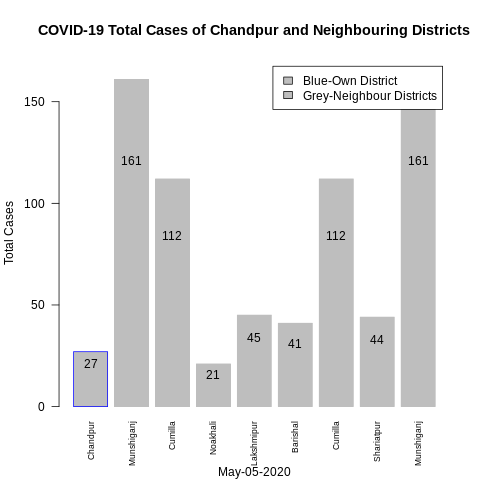 COVID-19 Total Cases of Chandpur and Neighbouring Districts
Blue-Own District
Grey-Neighbour Districts
Total Cases
150
100
50
0
27
161
112
21
45
41
112
44
161
Chandpur
Munshiganj
Cumilla
Noakhali
Lakshmipur
Barishal
Cumilla
Shariatpur
Munshiganj
May-05-2020